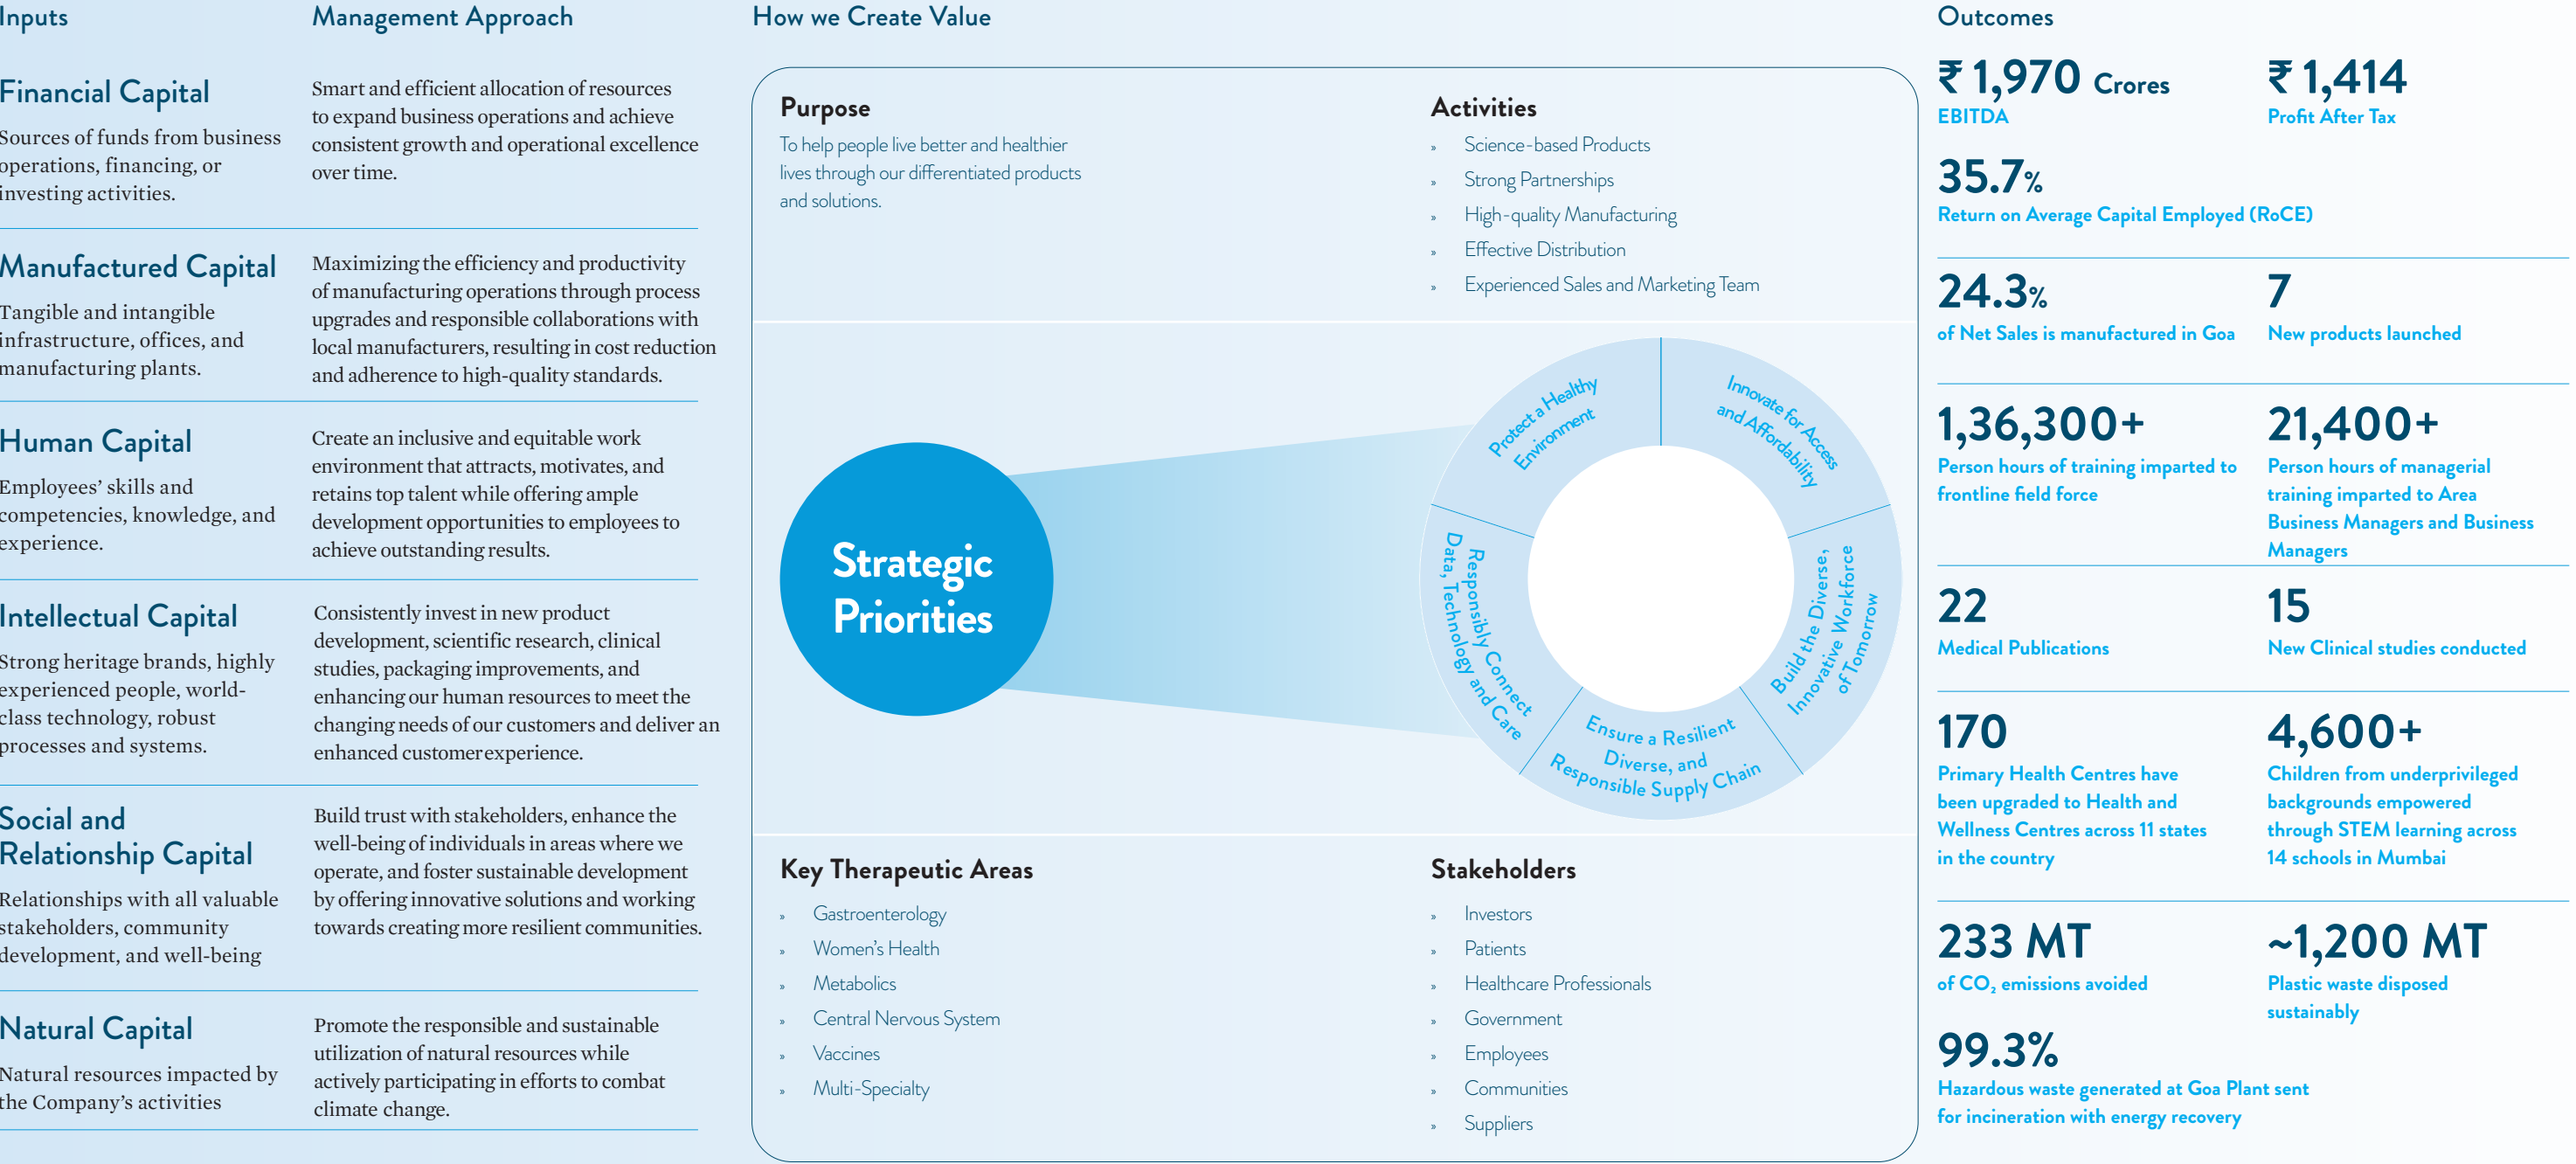 Inputs
Management Approach
How we Create Value
Outcomes
Financial Capital
Sources of funds from business
operations, financing, or
investing activities.
Smart and efficient allocation of resources
to expand business operations and achieve
consistent growth and operational excellence
over time.
Manufactured Capital
Tangible and intangible
infrastructure, offices, and
manufacturing plants.
Maximizing the efficiency and productivity
of manufacturing operations through process
upgrades and responsible collaborations with
local manufacturers, resulting in cost reduction
and adherence to high-quality standards.
Human Capital
Employees’ skills and
competencies, knowledge, and
experience.
Create an inclusive and equitable work
environment that attracts, motivates, and
retains top talent while offering ample
development opportunities to employees to
achieve outstanding results.
Intellectual Capital
Strong heritage brands, highly
experienced people, world-
class technology, robust
processes and systems.
Consistently invest in new product
development, scientific research, clinical
studies, packaging improvements, and
enhancing our human resources to meet the
changing needs of our customers and deliver an
enhanced customer experience.
Social and
Relationship Capital
Relationships with all valuable
stakeholders, community
development, and well-being
Build trust with stakeholders, enhance the
well-being of individuals in areas where we
operate, and foster sustainable development
by offering innovative solutions and working
towards creating more resilient communities.
Natural Capital
Natural resources impacted by
the Company’s activities
Promote the responsible and sustainable
utilization of natural resources while
actively participating in efforts to combat
climate change.
Purpose
To help people live better and healthier
lives through our differentiated products
and solutions.
Activities
» Science-based Products
» Strong Partnerships
» High-quality Manufacturing
» Effective Distribution
» Experienced Sales and Marketing Team
Strategic
Priorities
Protect a Healthy
Environment
Innovate for Access
and Affordability
Build the Diverse,
Innovative Workforce
of Tomorrow
Ensure a Resilient
Diverse, and
Responsible Supply Chain
Responsibly Connect
Data, Technology and Care
Key Therapeutic Areas
» Gastroenterology
» Women’s Health
» Metabolics
» Central Nervous System
» Vaccines
» Multi-Specialty
Stakeholders
» Investors
» Patients
» Healthcare Professionals
» Government
» Employees
» Communities
» Suppliers
₹ 1,970 Crores
EBITDA
₹ 1,414
Profit After Tax
35.7%
Return on Average Capital Employed (RoCE)
24.3%
of Net Sales is manufactured in Goa
7
New products launched
1,36,300+
Person hours of training imparted to
frontline field force
21,400+
Person hours of managerial
training imparted to Area
Business Managers and Business
Managers
22
Medical Publications
15
New Clinical studies conducted
170
Primary Health Centres have
been upgraded to Health and
Wellness Centres across 11 states
in the country
4,600+
Children from underprivileged
backgrounds empowered
through STEM learning across
14 schools in Mumbai
233 MT
of CO₂ emissions avoided
~1,200 MT
Plastic waste disposed
sustainably
99.3%
Hazardous waste generated at Goa Plant sent
for incineration with energy recovery